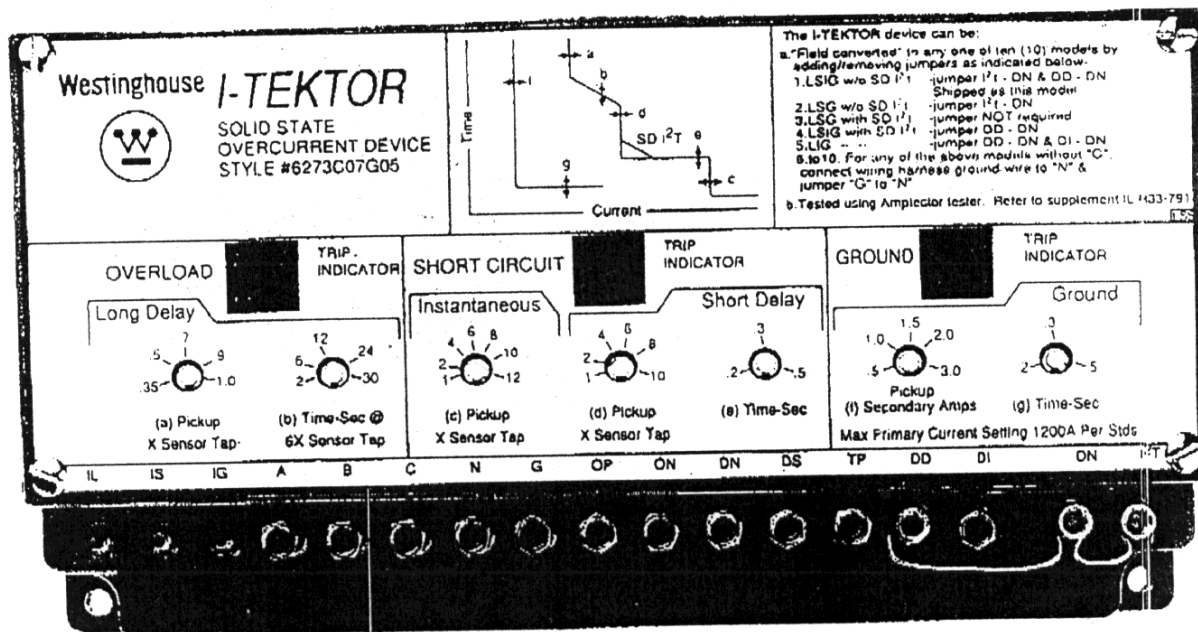 Westinghouse
I-TEKTOR
SOLID STATE
OVERCURRENT DEVICE
STYLE #6273C07G05
Time
Current
a
b
d
SD I²T
e
c
f
g
The I-TEKTOR device can be:
a. "Field converted" in any one of ten (10) models by
adding/removing jumpers as indicated below.
1.LSIG w/o SD I²t -jumper I²t - DN & DD - DN
Shipped as this model
2.LSG w/o SD I²t -jumper I²t - DN
3.LSG with SD I²t -jumper NOT required
4.LSIG with SD I²t -jumper DD - DN
5.LIG " " -jumper DD - DN & DI - DN
6.to10. For any of the above models without "G",
connect wiring harness ground wire to "N" &
jumper "G" to "N"
b.Tested using Amptector tester. Refer to supplement IL
OVERLOAD
TRIP
INDICATOR
Long Delay
.35 .5 .7 .9 1.0
2 6 12 24 30
(a) Pickup
X Sensor Tap
(b) Time-Sec @
6X Sensor Tap
SHORT CIRCUIT
TRIP
INDICATOR
Instantaneous
1 2 4 6 8 10 12
(c) Pickup
X Sensor Tap
Short Delay
1 2 4 6 8 10
.2 .3 .5
(d) Pickup
X Sensor Tap
(e) Time-Sec
GROUND
TRIP
INDICATOR
Ground
.5 1.0 1.5 2.0 3.0
.2 .3 .5
Pickup
(f) Secondary Amps
(g) Time-Sec
Max Primary Current Setting 1200A Per Stds
IL IS IG A B C N G OP ON DN DS TP DD DI DN I²T